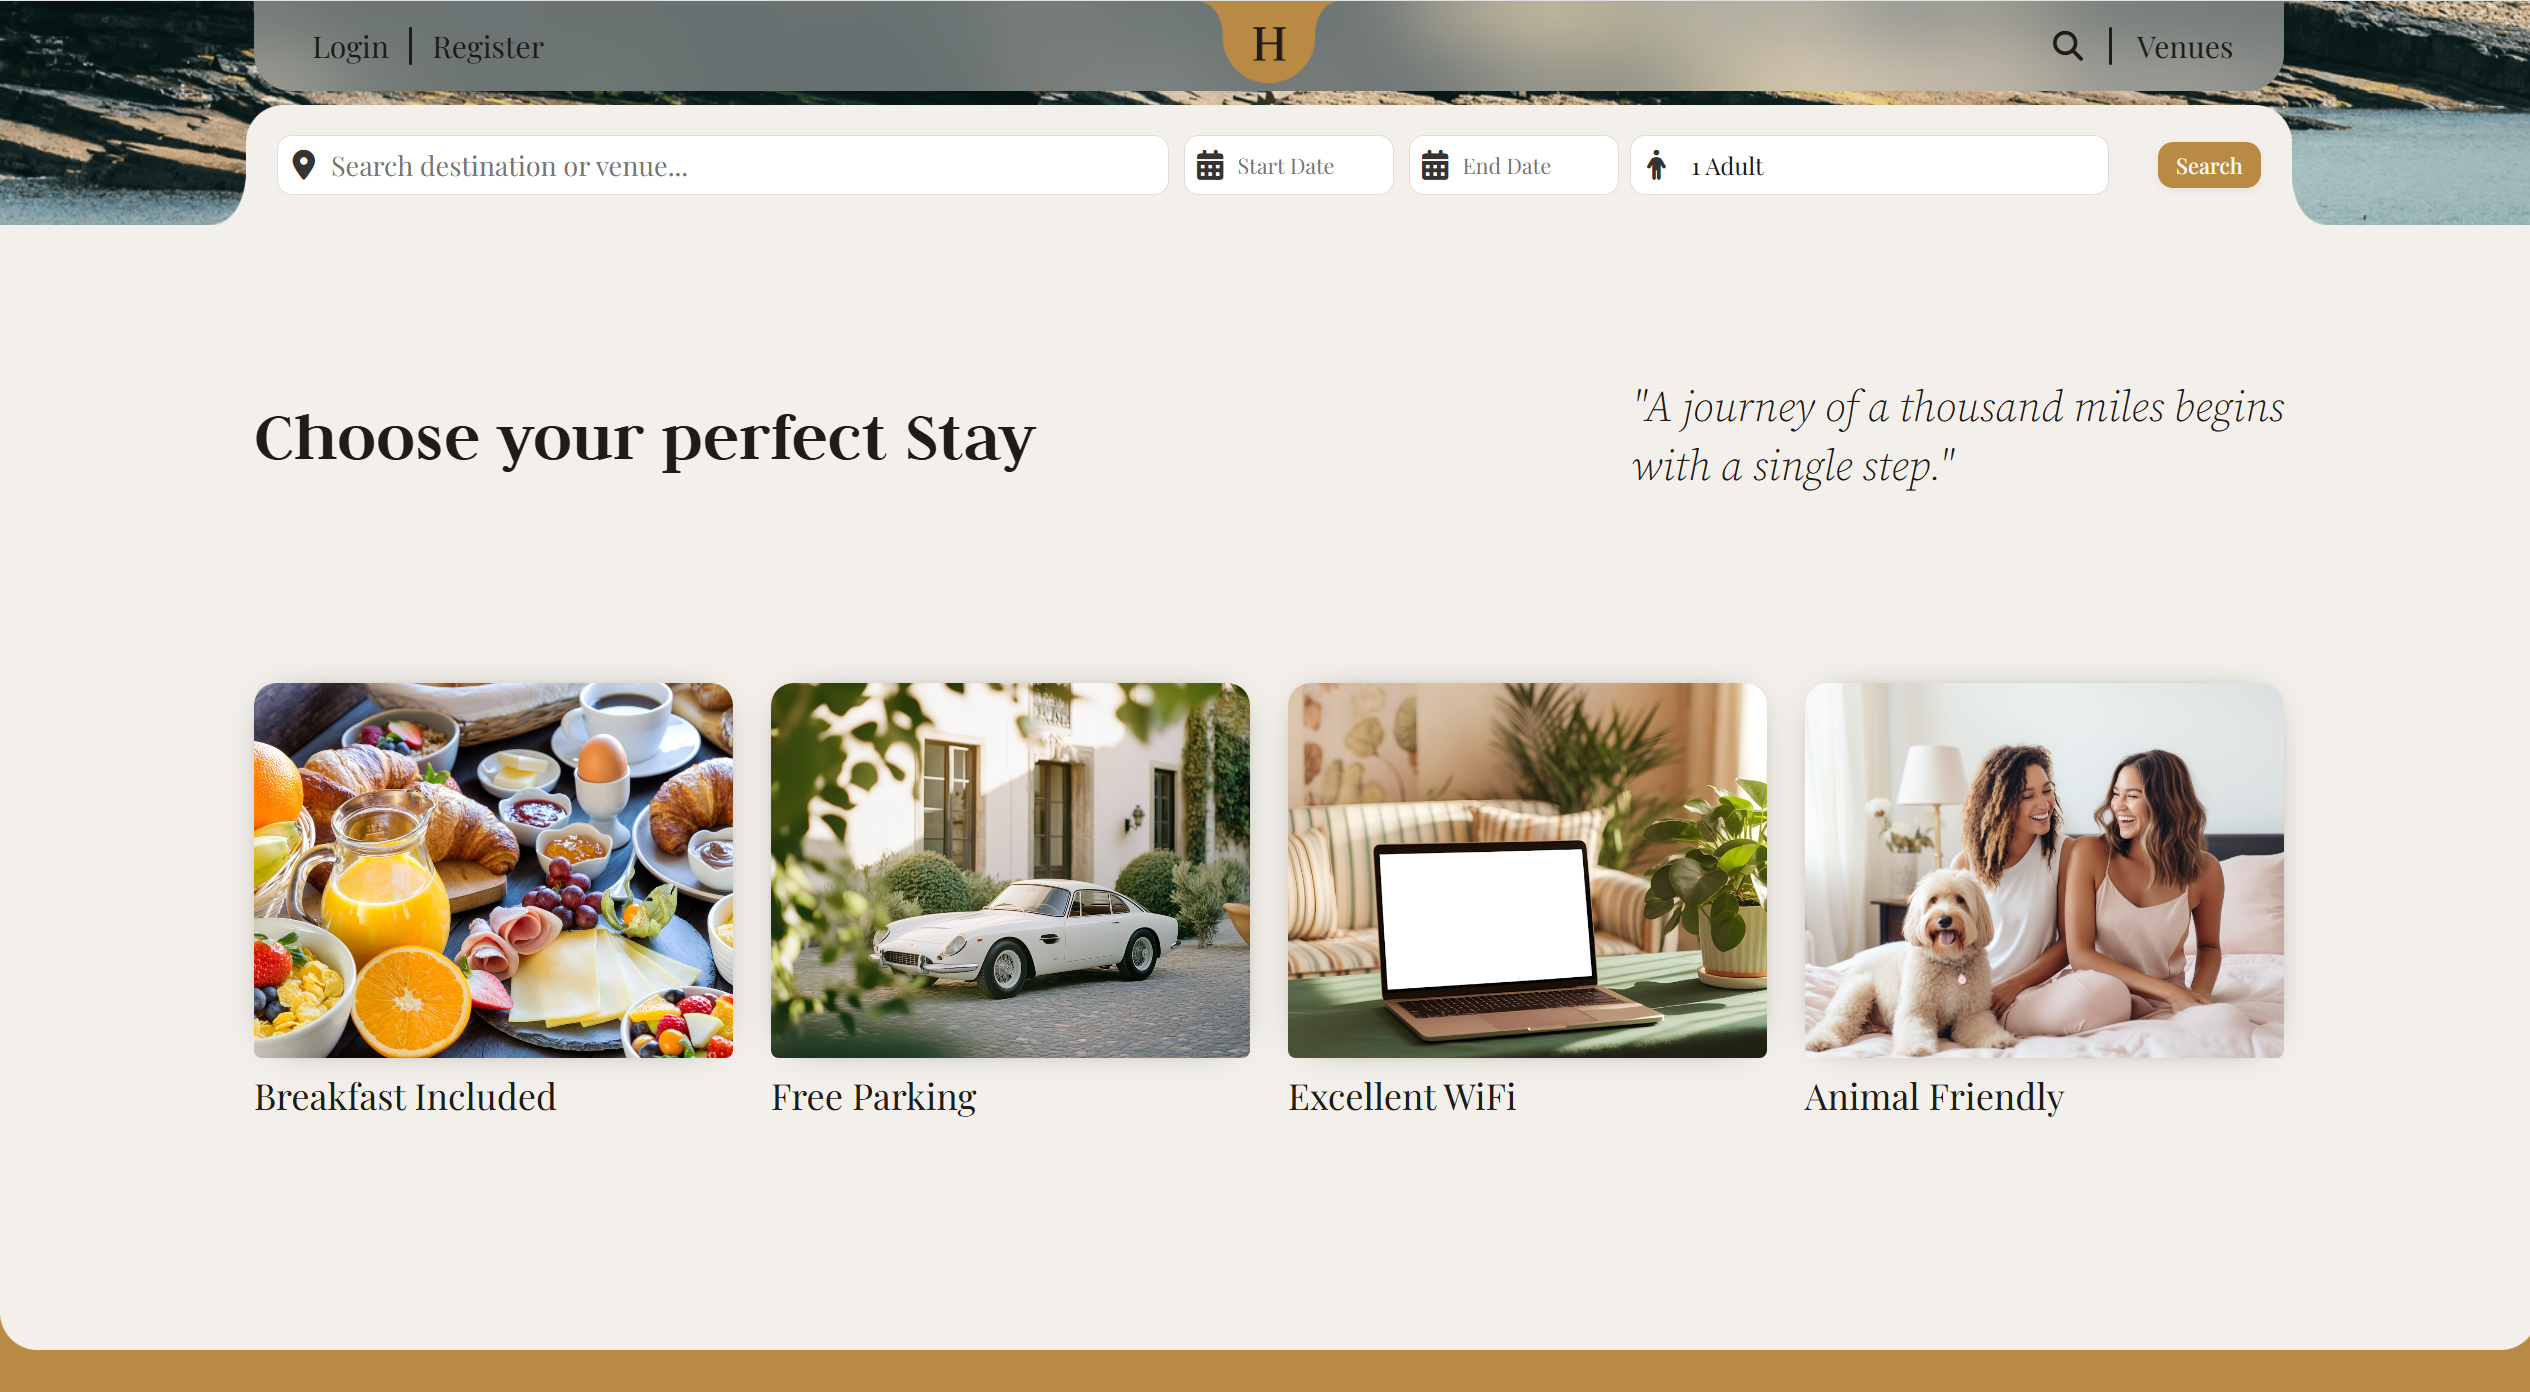 Login | Register
H
Venues
Search destination or venue...
Start Date
End Date
1 Adult
Search
Choose your perfect Stay
"A journey of a thousand miles begins
with a single step."
Breakfast Included
Free Parking
Excellent WiFi
Animal Friendly